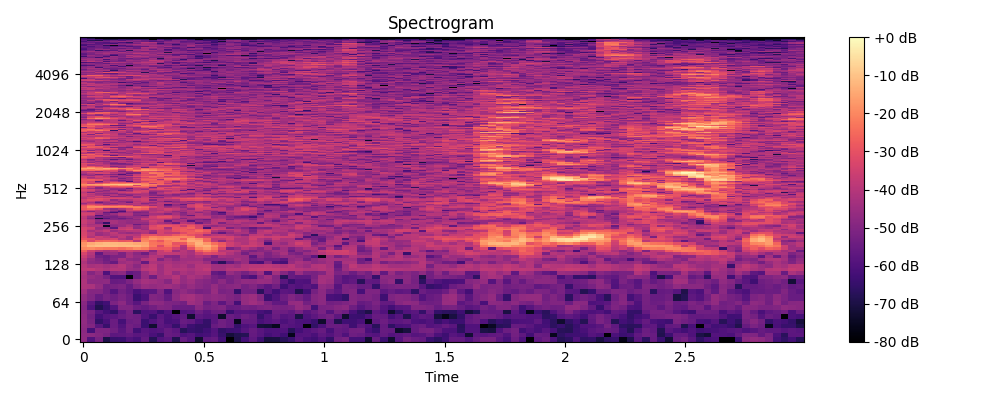 Spectrogram
Hz
4096
2048
1024
512
256
128
64
0
0
0.5
1
1.5
2
2.5
Time
+0 dB
-10 dB
-20 dB
-30 dB
-40 dB
-50 dB
-60 dB
-70 dB
-80 dB